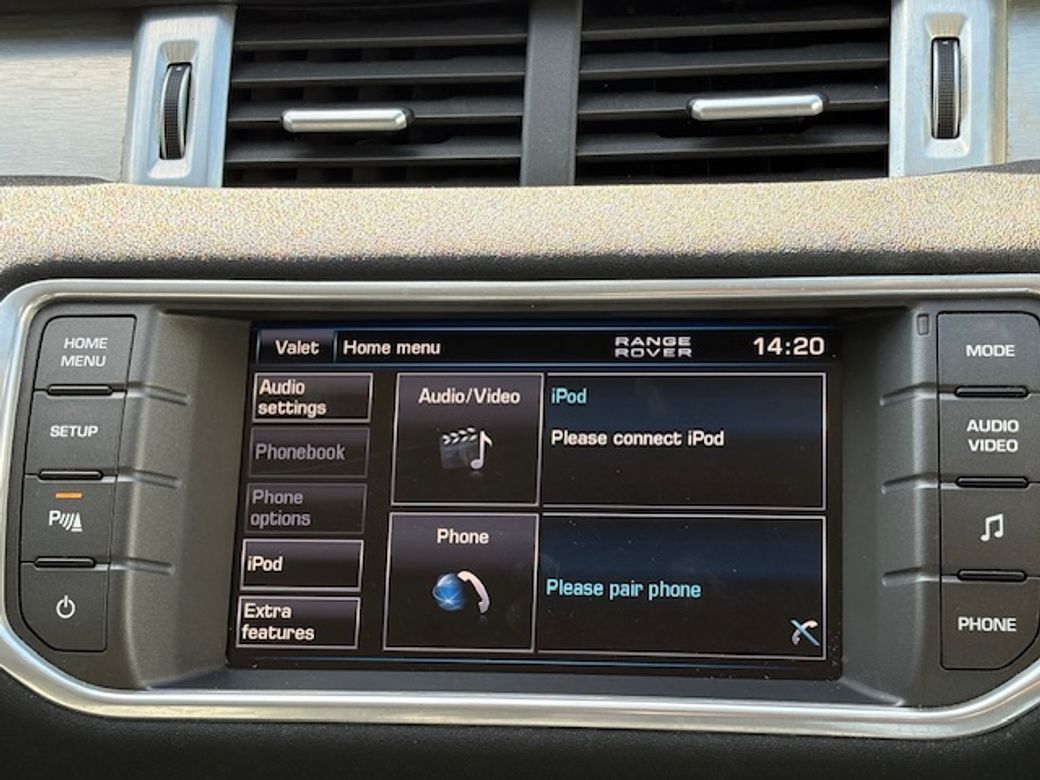 HOME
MENU
SETUP
P
Valet
Home menu
RANGE
ROVER
14:20
Audio
settings
Phonebook
Phone
options
iPod
Extra
features
Audio/Video
iPod
Please connect iPod
Phone
Please pair phone
MODE
AUDIO
VIDEO
PHONE